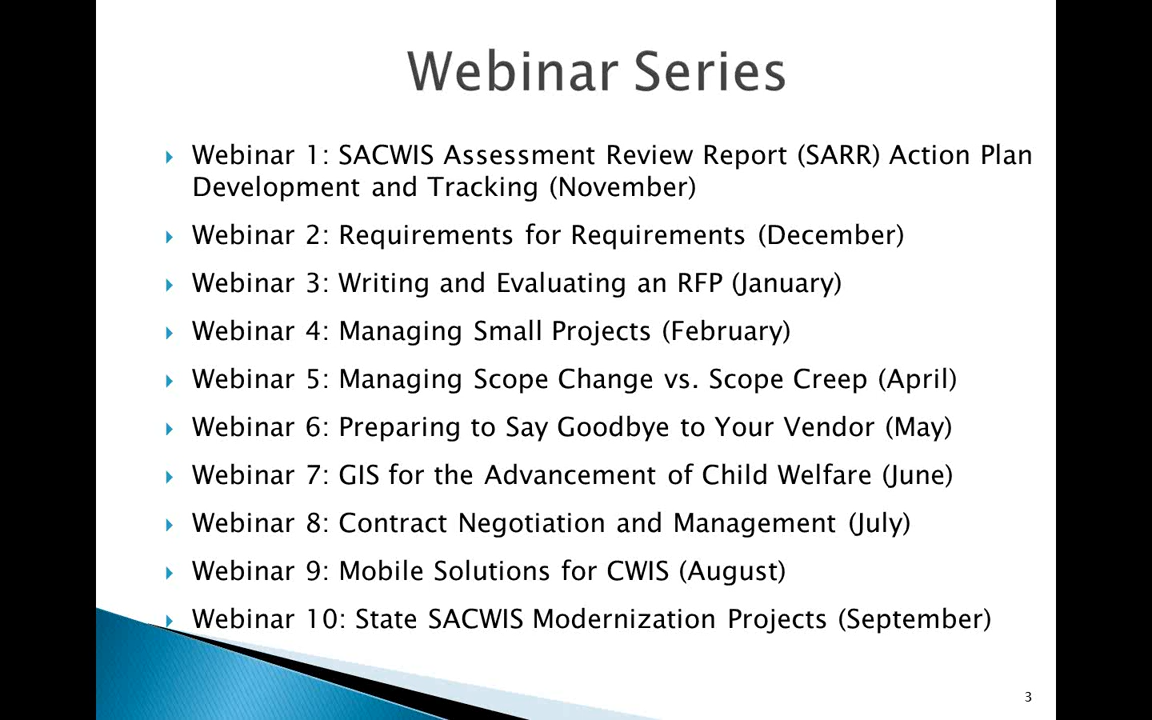 Webinar Series
Webinar 1: SACWIS Assessment Review Report (SARR) Action Plan
Development and Tracking (November)
Webinar 2: Requirements for Requirements (December)
Webinar 3: Writing and Evaluating an RFP (January)
Webinar 4: Managing Small Projects (February)
Webinar 5: Managing Scope Change vs. Scope Creep (April)
Webinar 6: Preparing to Say Goodbye to Your Vendor (May)
Webinar 7: GIS for the Advancement of Child Welfare (June)
Webinar 8: Contract Negotiation and Management (July)
Webinar 9: Mobile Solutions for CWIS (August)
Webinar 10: State SACWIS Modernization Projects (September)
3